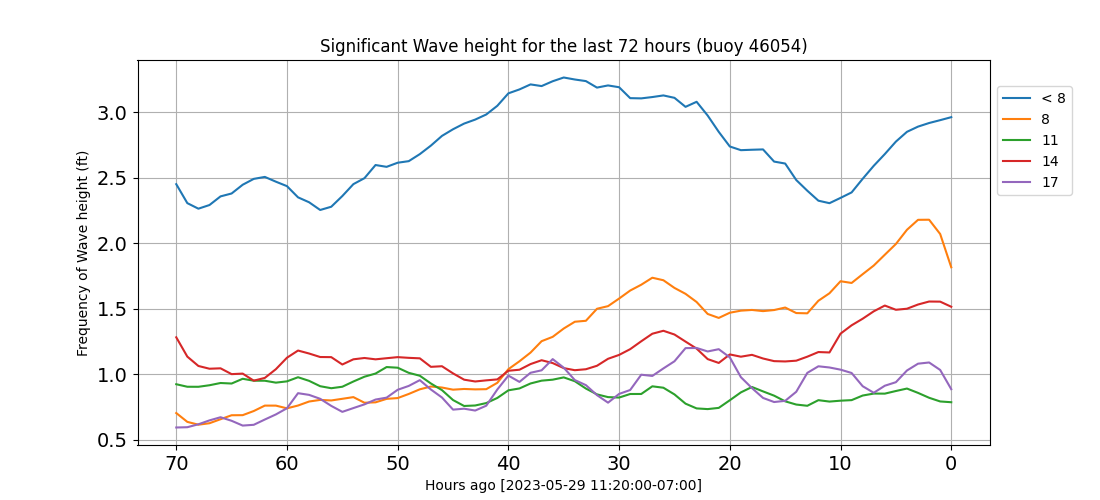 Significant Wave height for the last 72 hours (buoy 46054)
< 8
8
11
14
17
Frequency of Wave height (ft)
3.0
2.5
2.0
1.5
1.0
0.5
70 60 50 40 30 20 10 0
Hours ago [2023-05-29 11:20:00-07:00]